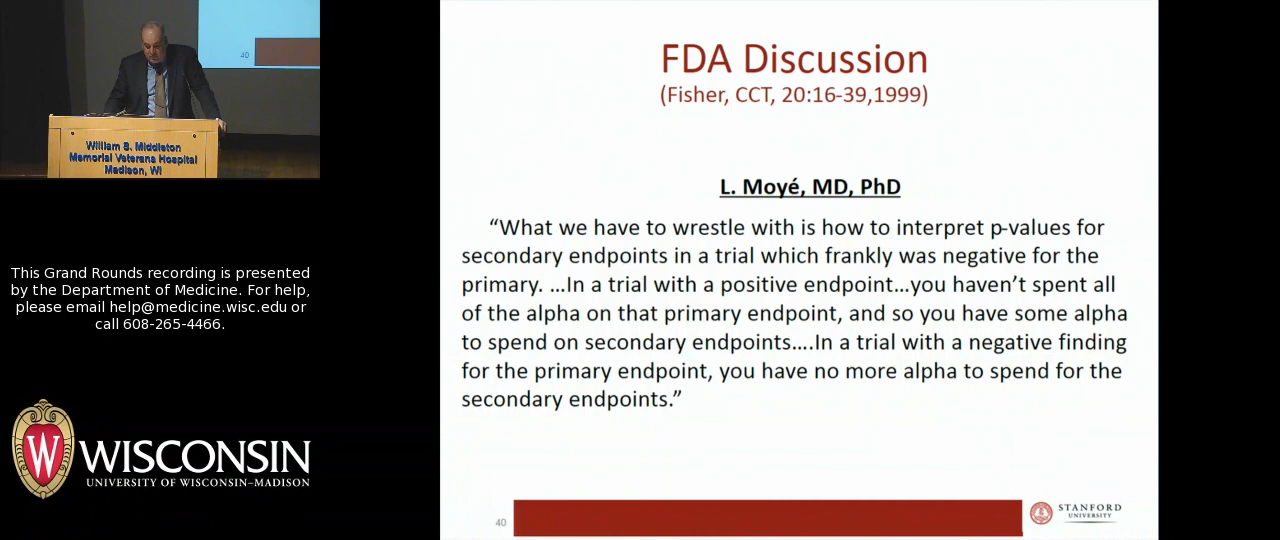 40
William S. Middleton
Memorial Veterans Hospital
Madison, WI
This Grand Rounds recording is presented
by the Department of Medicine. For help,
please email help@medicine.wisc.edu or
call 608-265-4466.
W
WISCONSIN
UNIVERSITY OF WISCONSIN–MADISON
FDA Discussion
(Fisher, CCT, 20:16-39,1999)
L. Moyé, MD, PhD
“What we have to wrestle with is how to interpret p-values for
secondary endpoints in a trial which frankly was negative for the
primary. …In a trial with a positive endpoint…you haven’t spent all
of the alpha on that primary endpoint, and so you have some alpha
to spend on secondary endpoints….In a trial with a negative finding
for the primary endpoint, you have no more alpha to spend for the
secondary endpoints.”
40
STANFORD
UNIVERSITY